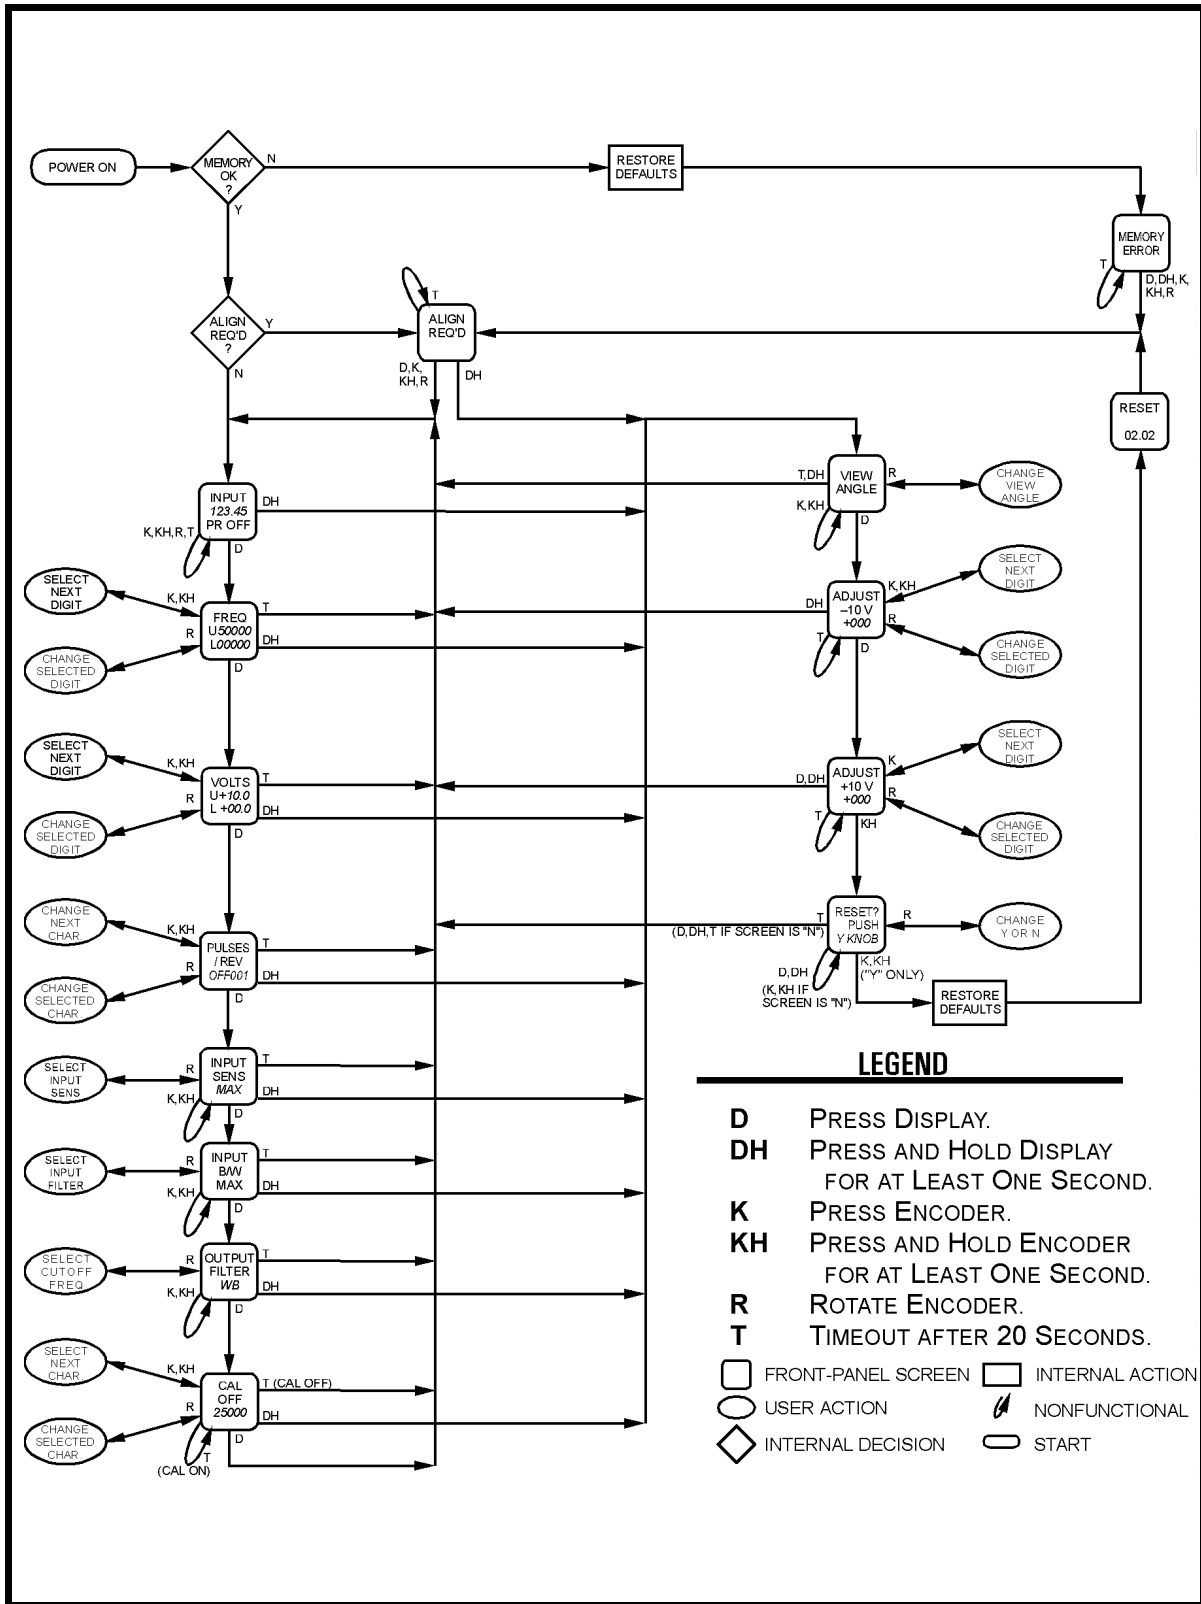 POWER ON
MEMORY
OK
?
N
Y
RESTORE
DEFAULTS
MEMORY
ERROR
T
D,DH,K,
KH,R
ALIGN
REQ'D
?
Y
N
T
ALIGN
REQ'D
D,K,
KH,R
DH
RESET
02.02
INPUT
123.45
PR OFF
DH
K,KH,R,T
D
SELECT
NEXT
DIGIT
K,KH
FREQ
U50000
L00000
T
DH
R
D
CHANGE
SELECTED
DIGIT
SELECT
NEXT
DIGIT
K,KH
VOLTS
U+10.0
L +00.0
T
DH
R
D
CHANGE
SELECTED
DIGIT
CHANGE
NEXT
CHAR.
K,KH
PULSES
/ REV
OFF001
T
DH
R
D
CHANGE
SELECTED
CHAR.
SELECT
INPUT
SENS
R
K,KH
INPUT
SENS
MAX
T
DH
D
SELECT
INPUT
FILTER
R
K,KH
INPUT
B/W
MAX
T
DH
D
SELECT
CUTOFF
FREQ
R
K,KH
OUTPUT
FILTER
WB
T
DH
D
SELECT
NEXT
CHAR.
K,KH
CAL
OFF
25000
T (CAL OFF)
DH
R
D
CHANGE
SELECTED
CHAR.
T
(CAL ON)
T,DH
VIEW
ANGLE
R
CHANGE
VIEW
ANGLE
K,KH
D
DH
ADJUST
–10 V
+000
K,KH
SELECT
NEXT
DIGIT
R
T
D
CHANGE
SELECTED
DIGIT
D,DH
ADJUST
+10 V
+000
K
SELECT
NEXT
DIGIT
R
T
KH
CHANGE
SELECTED
DIGIT
T
(D,DH,T IF SCREEN IS "N")
RESET?
PUSH
Y KNOB
R
CHANGE
Y OR N
D,DH
(K,KH IF
SCREEN IS "N")
K,KH
("Y" ONLY)
RESTORE
DEFAULTS
LEGEND
D PRESS DISPLAY.
DH PRESS AND HOLD DISPLAY
FOR AT LEAST ONE SECOND.
K PRESS ENCODER.
KH PRESS AND HOLD ENCODER
FOR AT LEAST ONE SECOND.
R ROTATE ENCODER.
T TIMEOUT AFTER 20 SECONDS.
FRONT-PANEL SCREEN INTERNAL ACTION
USER ACTION NONFUNCTIONAL
INTERNAL DECISION START